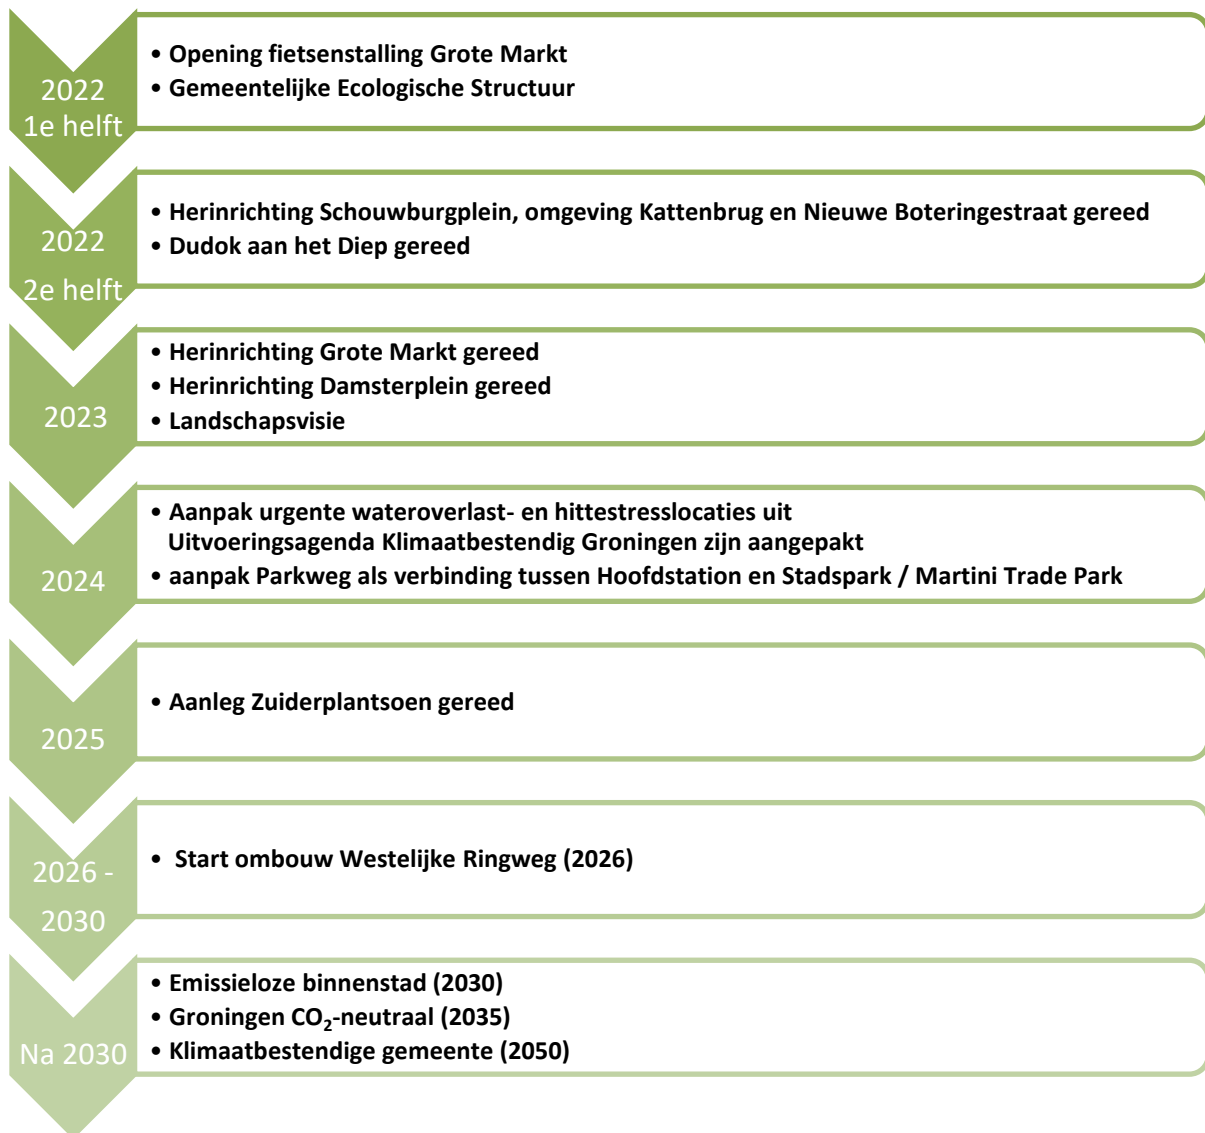 2022
1e helft
• Opening fietsenstalling Grote Markt
• Gemeentelijke Ecologische Structuur
2022
2e helft
• Herinrichting Schouwburgplein, omgeving Kattenbrug en Nieuwe Boteringestraat gereed
• Dudok aan het Diep gereed
2023
• Herinrichting Grote Markt gereed
• Herinrichting Damsterplein gereed
• Landschapsvisie
2024
• Aanpak urgente wateroverlast- en hittestresslocaties uit
Uitvoeringsagenda Klimaatbestendig Groningen zijn aangepakt
• aanpak Parkweg als verbinding tussen Hoofdstation en Stadspark / Martini Trade Park
2025
• Aanleg Zuiderplantsoen gereed
2026 -
2030
• Start ombouw Westelijke Ringweg (2026)
Na 2030
• Emissieloze binnenstad (2030)
• Groningen CO₂-neutraal (2035)
• Klimaatbestendige gemeente (2050)